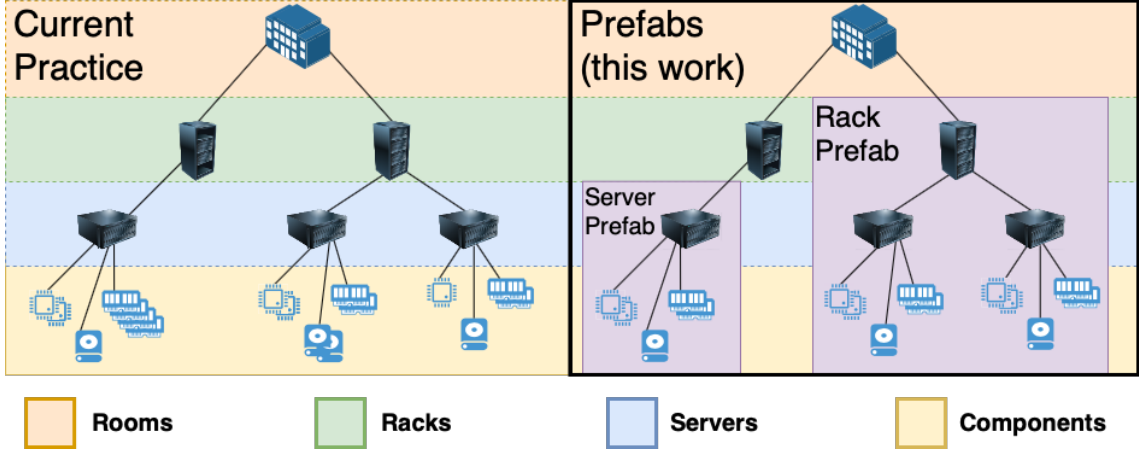 Current
Practice
Prefabs
(this work)
Rack
Prefab
Server
Prefab
Rooms
Racks
Servers
Components